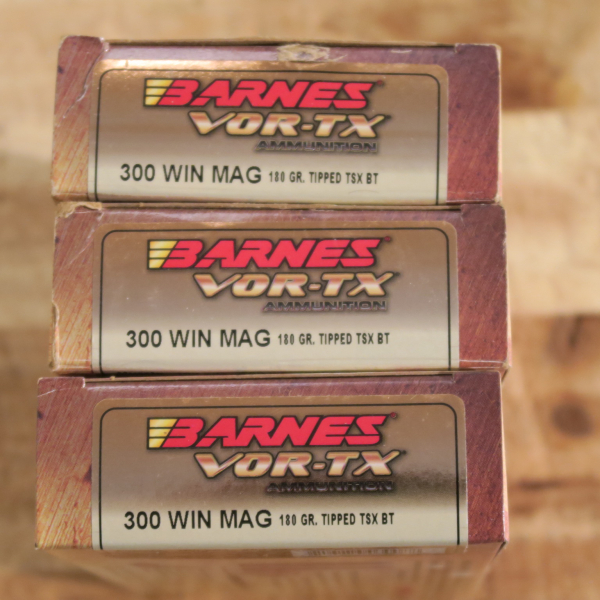 BARNES
VOR-TX
AMMUNITION
300 WIN MAG 180 GR. TIPPED TSX BT
BARNES
VOR-TX
AMMUNITION
300 WIN MAG 180 GR. TIPPED TSX BT
BARNES
VOR-TX
AMMUNITION
300 WIN MAG 180 GR. TIPPED TSX BT